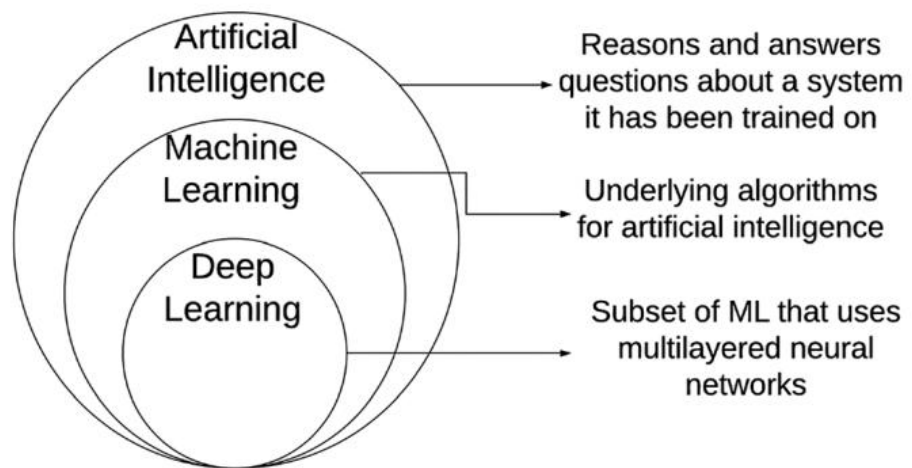 Artificial
Intelligence
Machine
Learning
Deep
Learning
Reasons and answers
questions about a system
it has been trained on
Underlying algorithms
for artificial intelligence
Subset of ML that uses
multilayered neural
networks